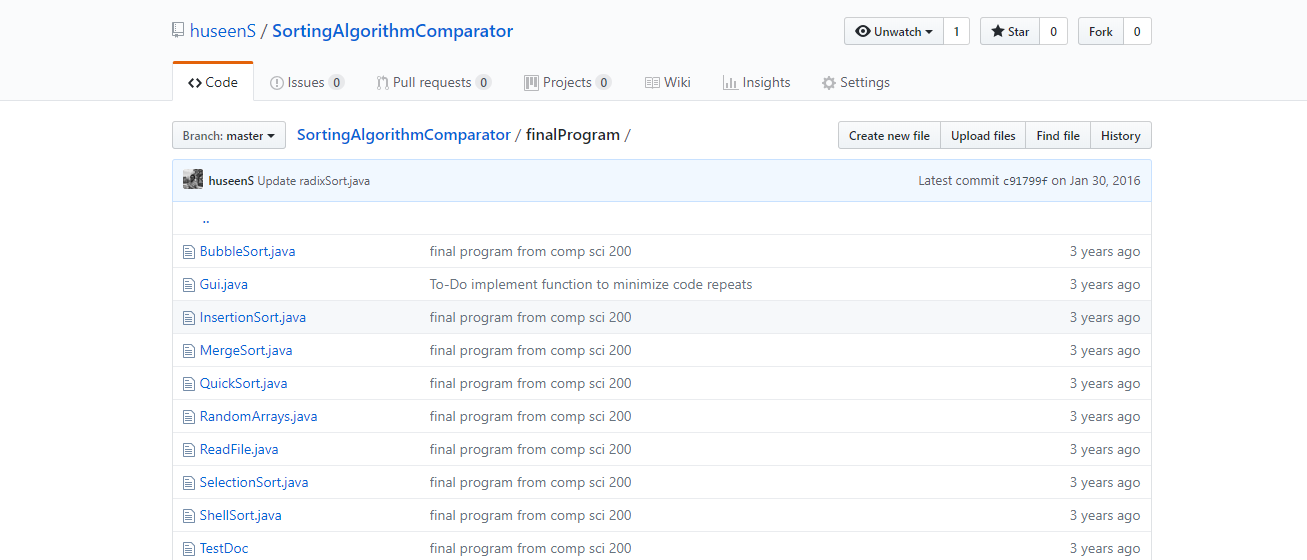 huseenS / SortingAlgorithmComparator
Unwatch 1 Star 0 Fork 0
Code Issues 0 Pull requests 0 Projects 0 Wiki Insights Settings
Branch: master SortingAlgorithmComparator / finalProgram / Create new file Upload files Find file History
huseenS Update radixSort.java Latest commit c91799f on Jan 30, 2016
..
BubbleSort.java final program from comp sci 200 3 years ago
Gui.java To-Do implement function to minimize code repeats 3 years ago
InsertionSort.java final program from comp sci 200 3 years ago
MergeSort.java final program from comp sci 200 3 years ago
QuickSort.java final program from comp sci 200 3 years ago
RandomArrays.java final program from comp sci 200 3 years ago
ReadFile.java final program from comp sci 200 3 years ago
SelectionSort.java final program from comp sci 200 3 years ago
ShellSort.java final program from comp sci 200 3 years ago
TestDoc final program from comp sci 200 3 years ago